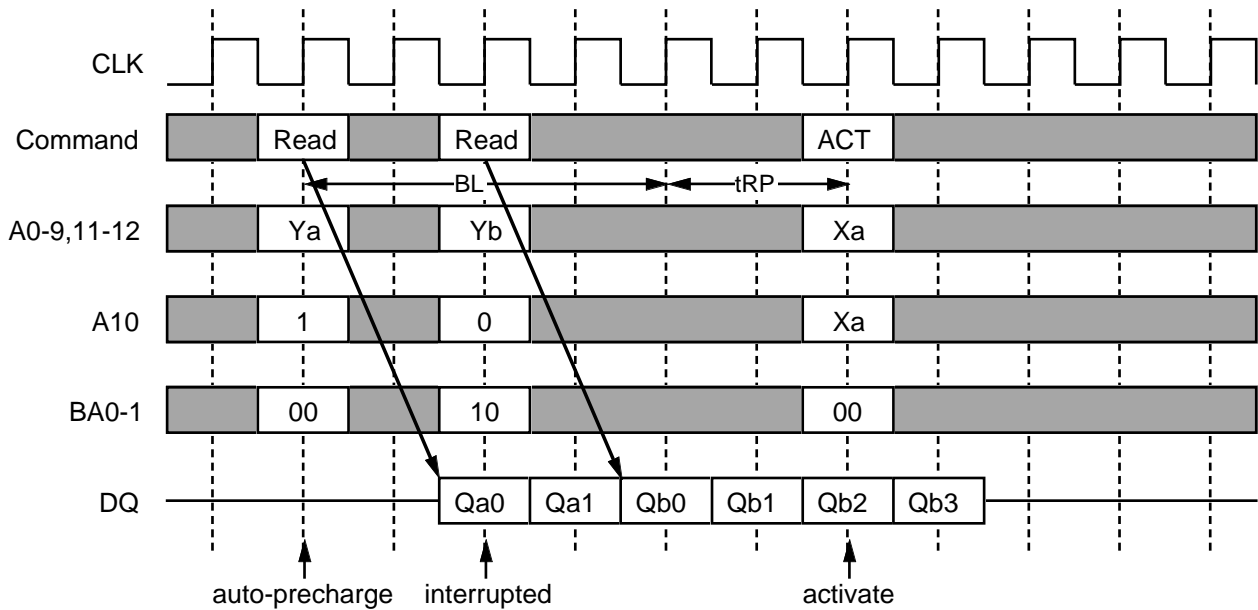 CLK
Command Read Read ACT
BL tRP
A0-9,11-12 Ya Yb Xa
A10 1 0 Xa
BA0-1 00 10 00
DQ Qa0 Qa1 Qb0 Qb1 Qb2 Qb3
auto-precharge interrupted activate